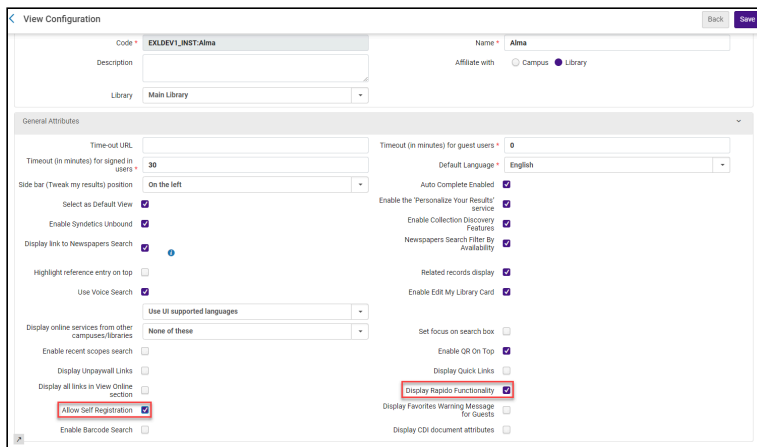 View Configuration
Back
Save
Code * EXLDEV1_INST:Alma
Name * Alma
Description
Affiliate with Campus Library
Library Main Library
General Attributes
Time-out URL
Timeout (in minutes) for guest users * 0
Timeout (in minutes) for signed in users * 30
Default Language * English
Side bar (Tweak my results) position On the left
Auto Complete Enabled
Select as Default View
Enable the 'Personalize Your Results' service
Enable Syndetics Unbound
Enable Collection Discovery Features
Display link to Newspapers Search
Newspapers Search Filter By Availability
Highlight reference entry on top
Related records display
Use Voice Search
Enable Edit My Library Card
Use UI supported languages
Display online services from other campuses/libraries None of these
Set focus on search box
Enable recent scopes search
Enable QR On Top
Display Unpaywall Links
Display Quick Links
Display all links in View Online section
Display Rapido Functionality
Allow Self Registration
Display Favorites Warning Message for Guests
Enable Barcode Search
Display CDI document attributes